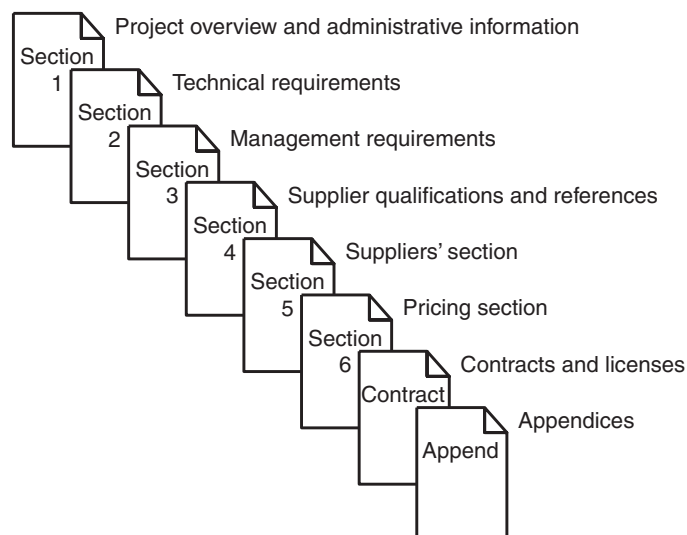 Project overview and administrative information
Section
1
Technical requirements
Section
2
Management requirements
Section
3
Supplier qualifications and references
Section
4
Suppliers' section
Section
5
Pricing section
Section
6
Contracts and licenses
Contract
Appendices
Append